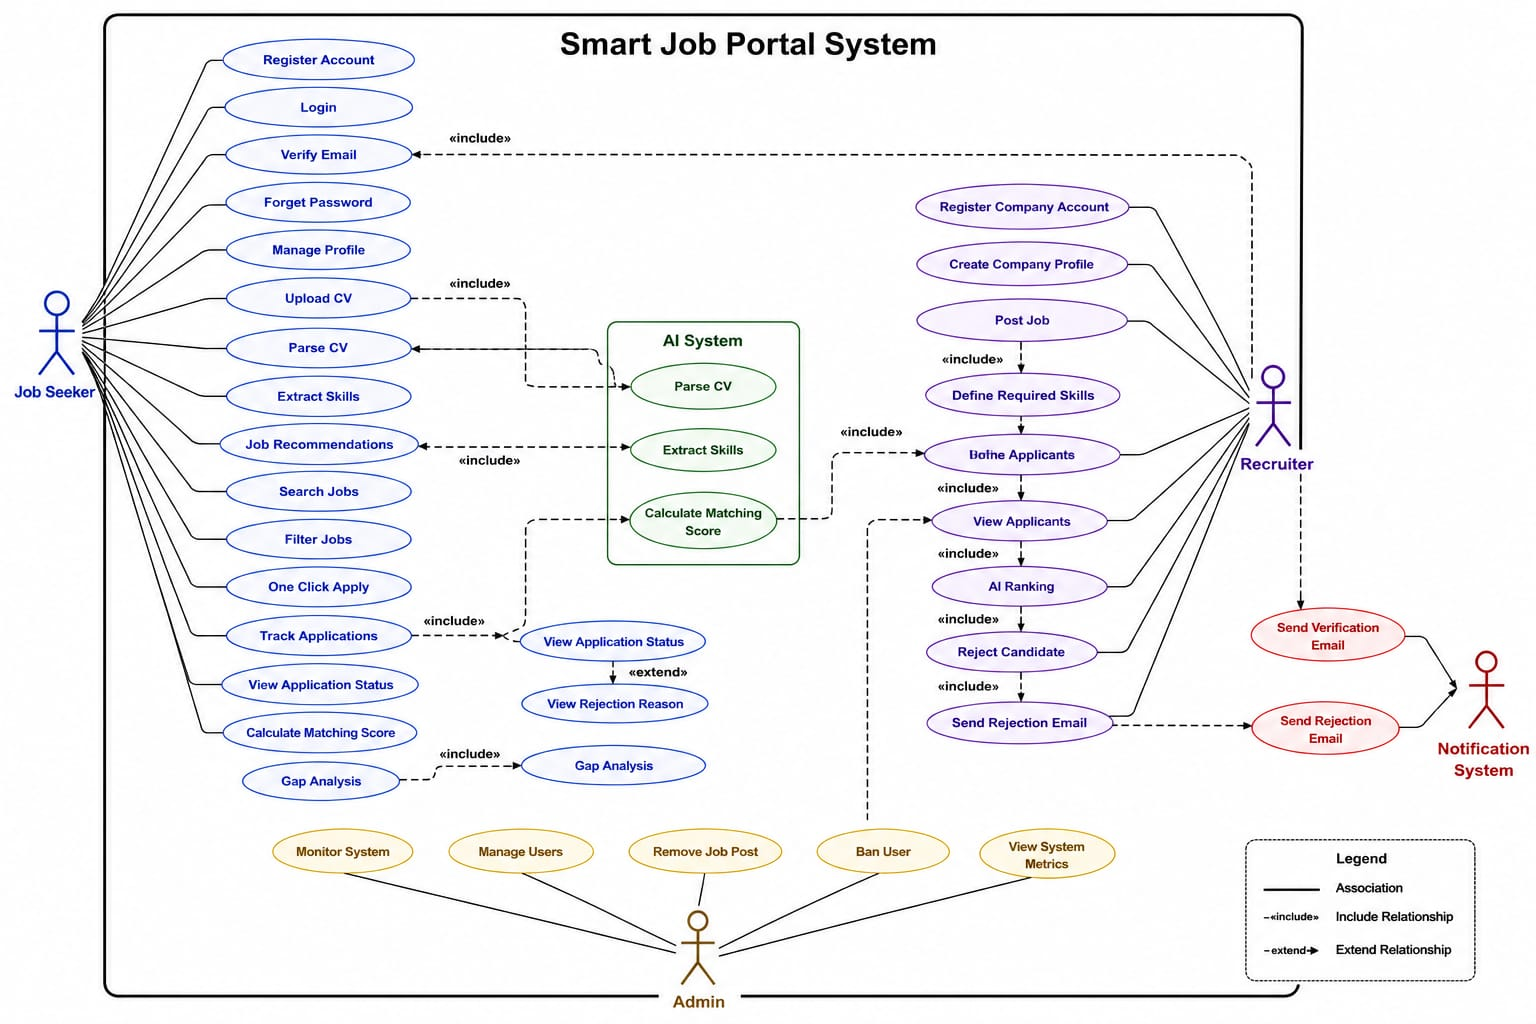 Smart Job Portal System
Register Account
Login
Verify Email
Forget Password
Manage Profile
Upload CV
Parse CV
Extract Skills
Job Recommendations
Search Jobs
Filter Jobs
One Click Apply
Track Applications
View Application Status
Calculate Matching Score
Gap Analysis
Job Seeker
«include»
«include»
«include»
«include»
«include»
AI System
Parse CV
Extract Skills
Calculate Matching
Score
View Application Status
«extend»
View Rejection Reason
Gap Analysis
«include»
Register Company Account
Create Company Profile
Post Job
«include»
Define Required Skills
Applicants
«include»
View Applicants
«include»
AI Ranking
«include»
Reject Candidate
«include»
Send Rejection Email
Recruiter
Send Verification
Email
Send Rejection
Email
Notification
System
Monitor System
Manage Users
Remove Job Post
Ban User
View System
Metrics
Admin
Legend
Association
«include» Include Relationship
extend Extend Relationship